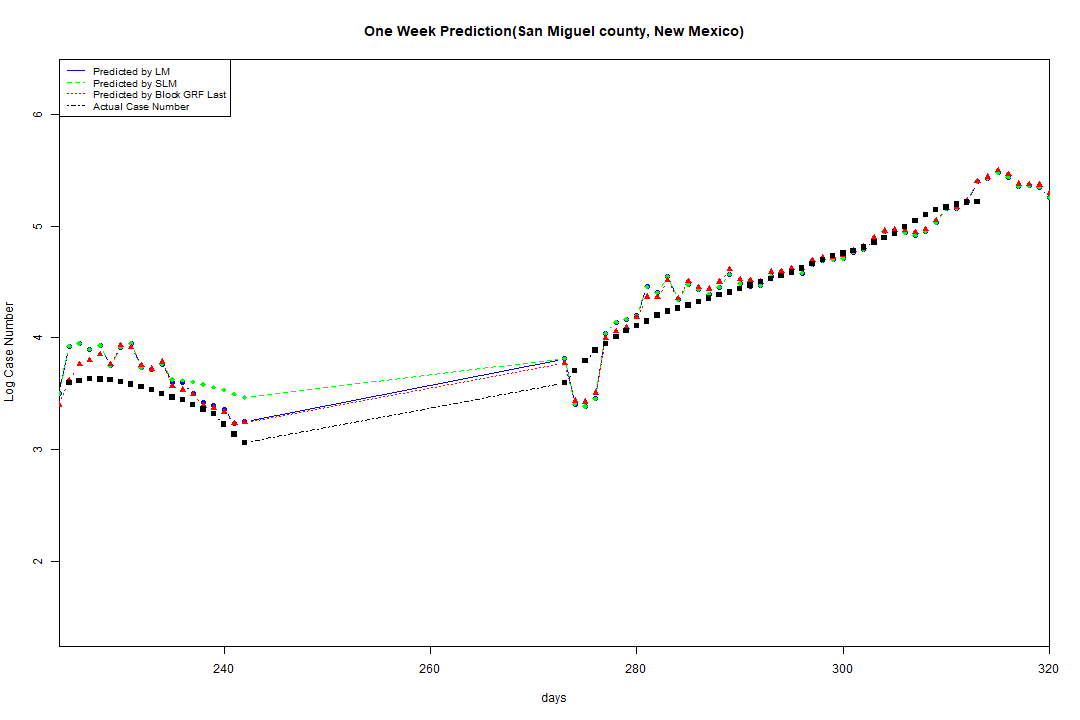 One Week Prediction(San Miguel county, New Mexico)
Predicted by LM
Predicted by SLM
Predicted by Block GRF Last
Actual Case Number
Log Case Number
6
5
4
3
2
240 260 280 300 320
days